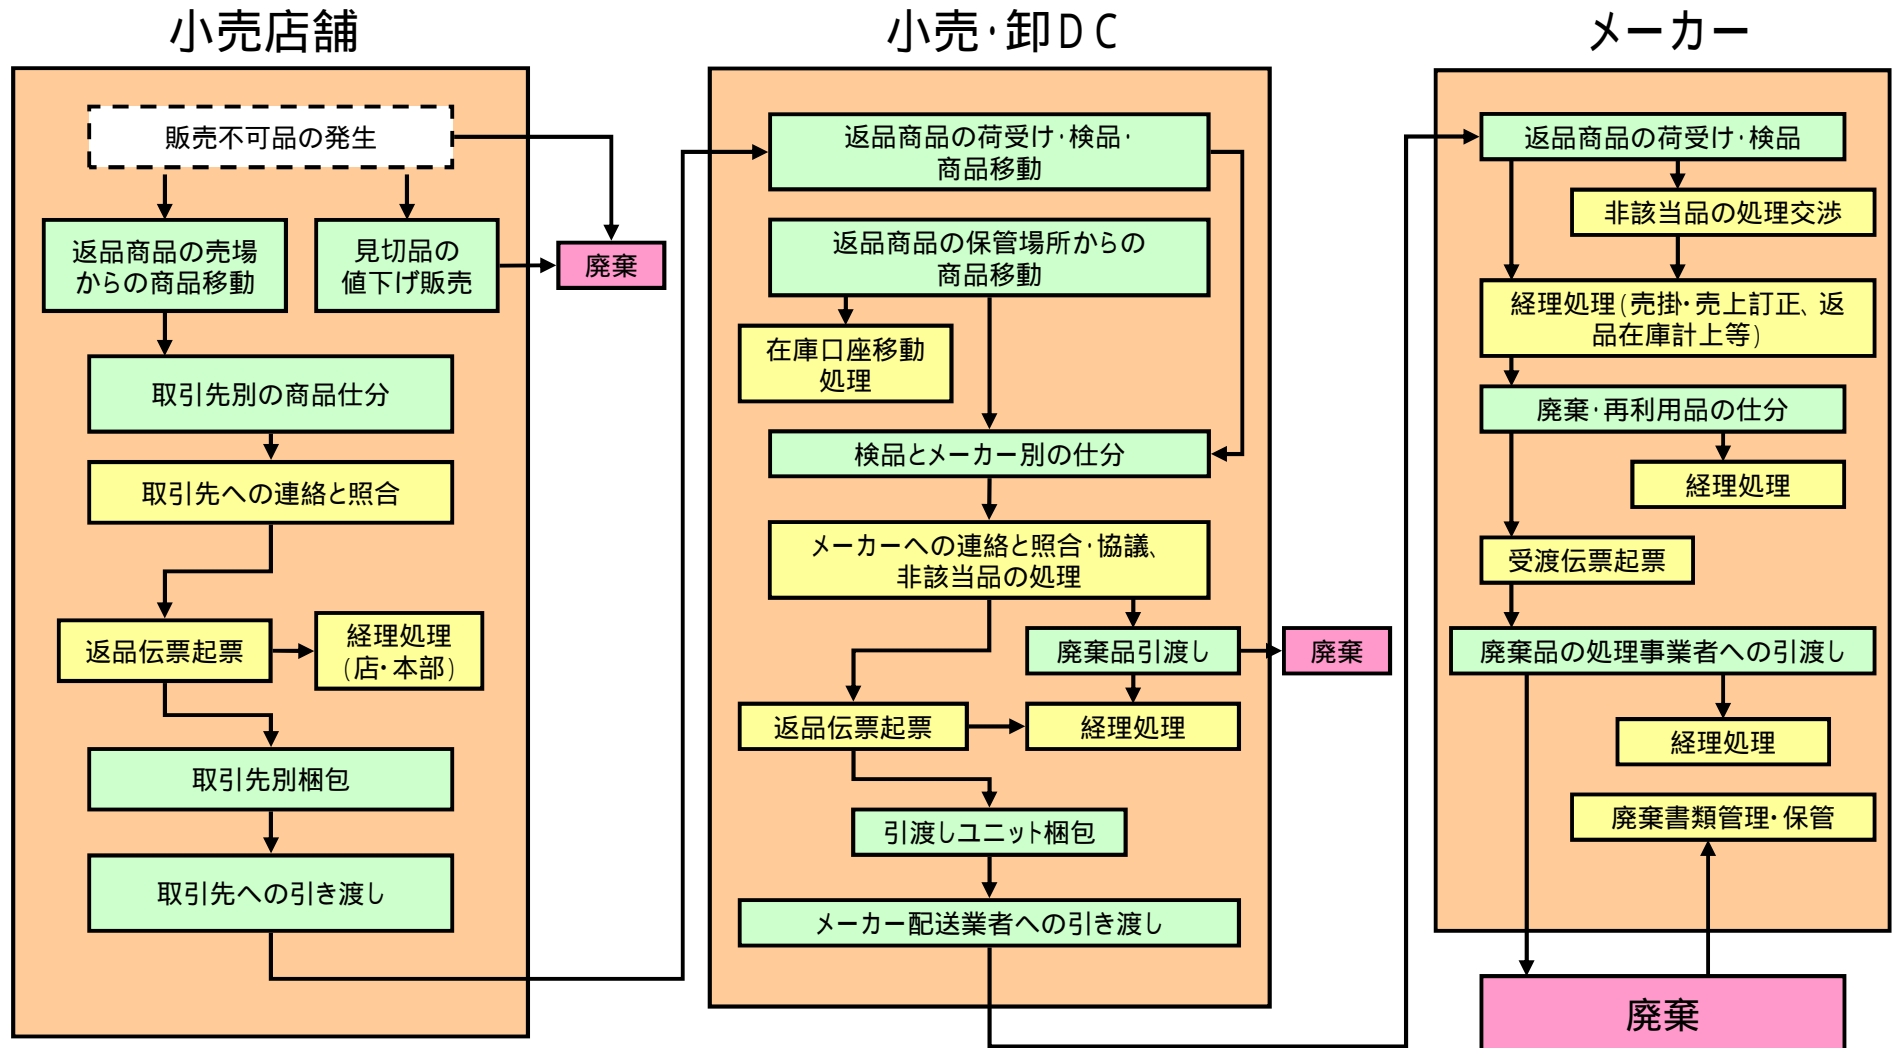 小売店舗
販売不可品の発生
返品商品の売場
からの商品移動
見切品の
値下げ販売
廃棄
取引先別の商品仕分
取引先への連絡と照合
返品伝票起票
経理処理
(店・本部)
取引先別梱包
取引先への引き渡し
小売・卸DC
返品商品の荷受け・検品・
商品移動
返品商品の保管場所からの
商品移動
在庫口座移動
処理
検品とメーカー別の仕分
メーカーへの連絡と照合・協議、
非該当品の処理
廃棄品引渡し
廃棄
返品伝票起票
経理処理
引渡しユニット梱包
メーカー配送業者への引き渡し
メーカー
返品商品の荷受け・検品
非該当品の処理交渉
経理処理(売掛・売上訂正、返
品在庫計上等)
廃棄・再利用品の仕分
経理処理
受渡伝票起票
廃棄品の処理事業者への引渡し
経理処理
廃棄書類管理・保管
廃棄